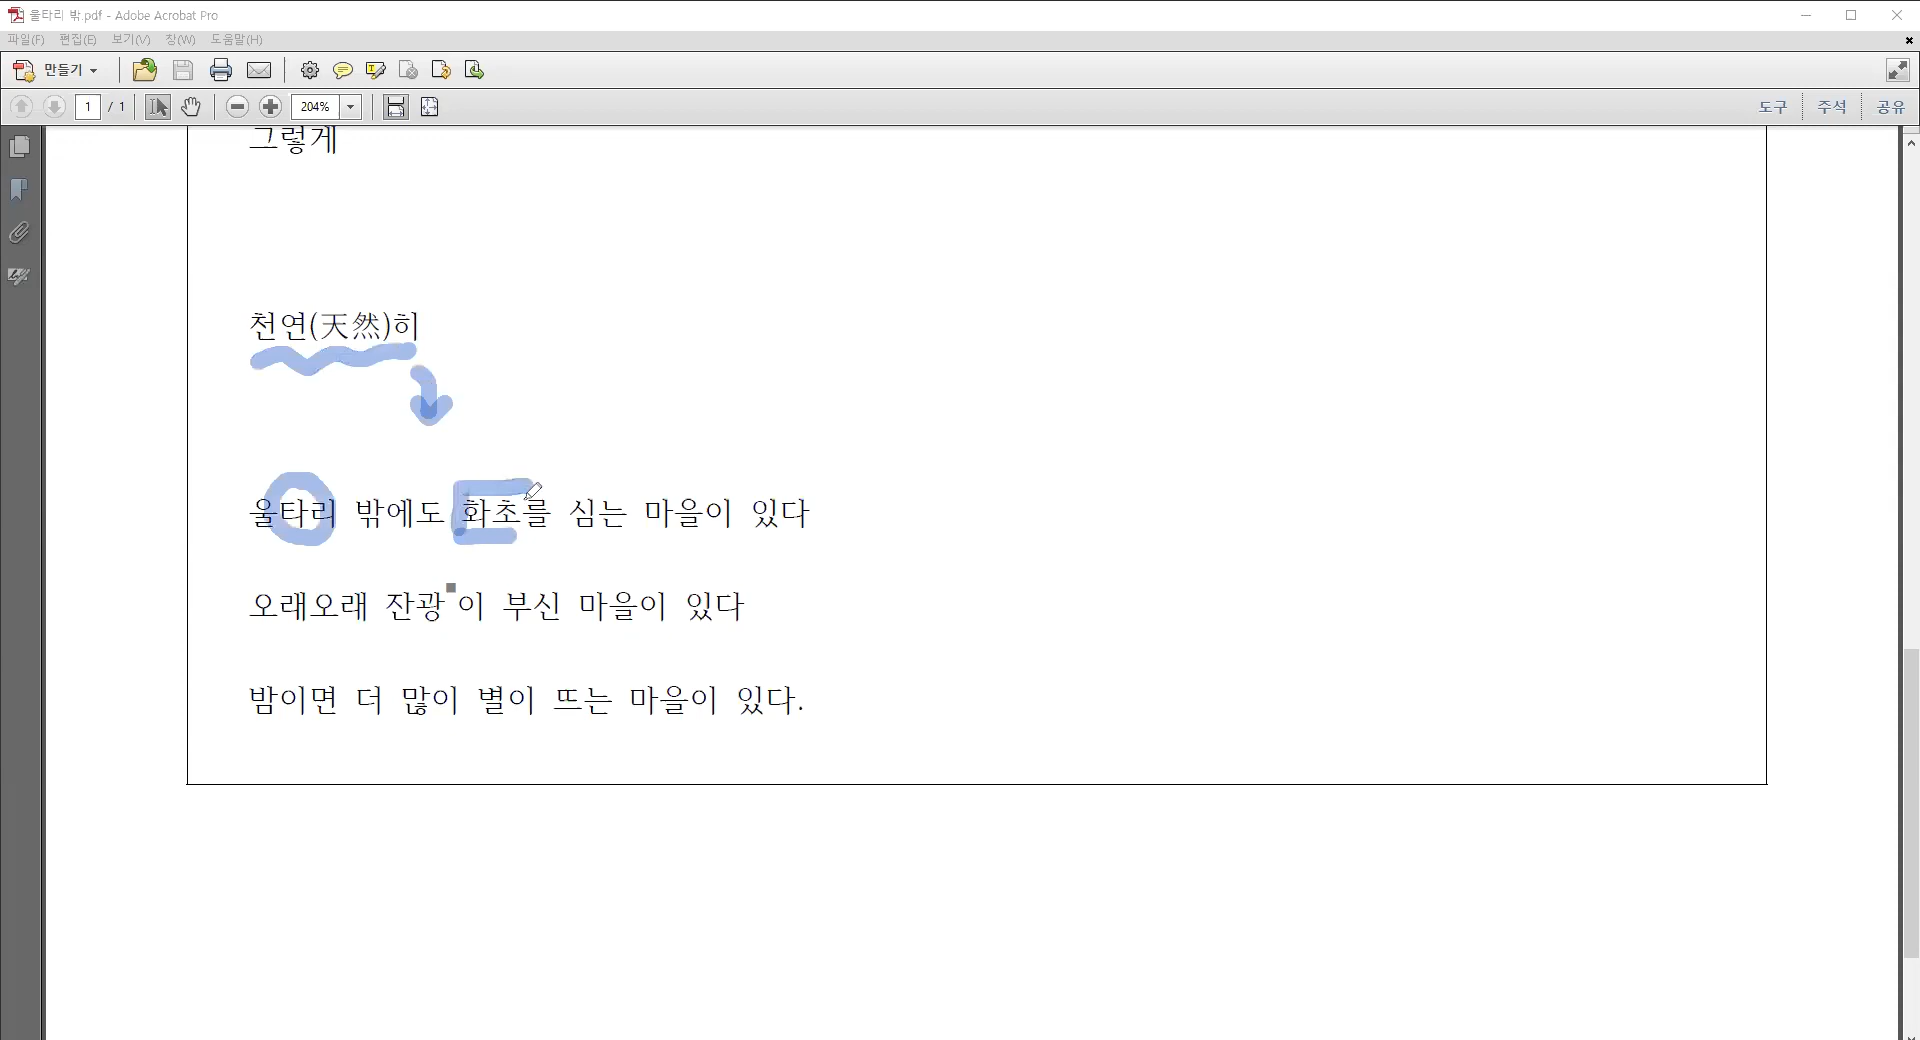 울타리 밖.pdf - Adobe Acrobat Pro
파일(F) 편집(E) 보기(V) 창(W) 도움말(H)
만들기
1 / 1 204% 도구 주석 공유
그렇게
천연(天然)히
울타리 밖에도 화초를 심는 마을이 있다
오래오래 잔광■이 부신 마을이 있다
밤이면 더 많이 별이 뜨는 마을이 있다.